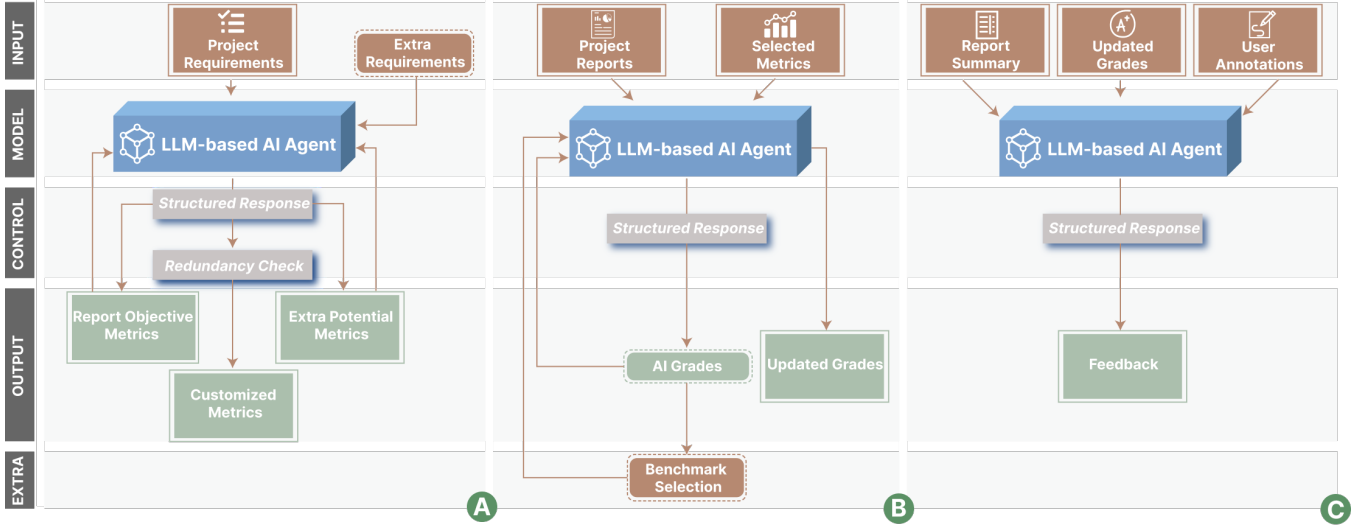 INPUT
MODEL
CONTROL
OUTPUT
EXTRA
Project
Requirements
Extra
Requirements
LLM-based AI Agent
Structured Response
Redundancy Check
Report Objective
Metrics
Extra Potential
Metrics
Customized
Metrics
A
Project
Reports
Selected
Metrics
LLM-based AI Agent
Structured Response
AI Grades
Updated Grades
Benchmark
Selection
B
Report
Summary
A+
Updated
Grades
User
Annotations
LLM-based AI Agent
Structured Response
Feedback
C